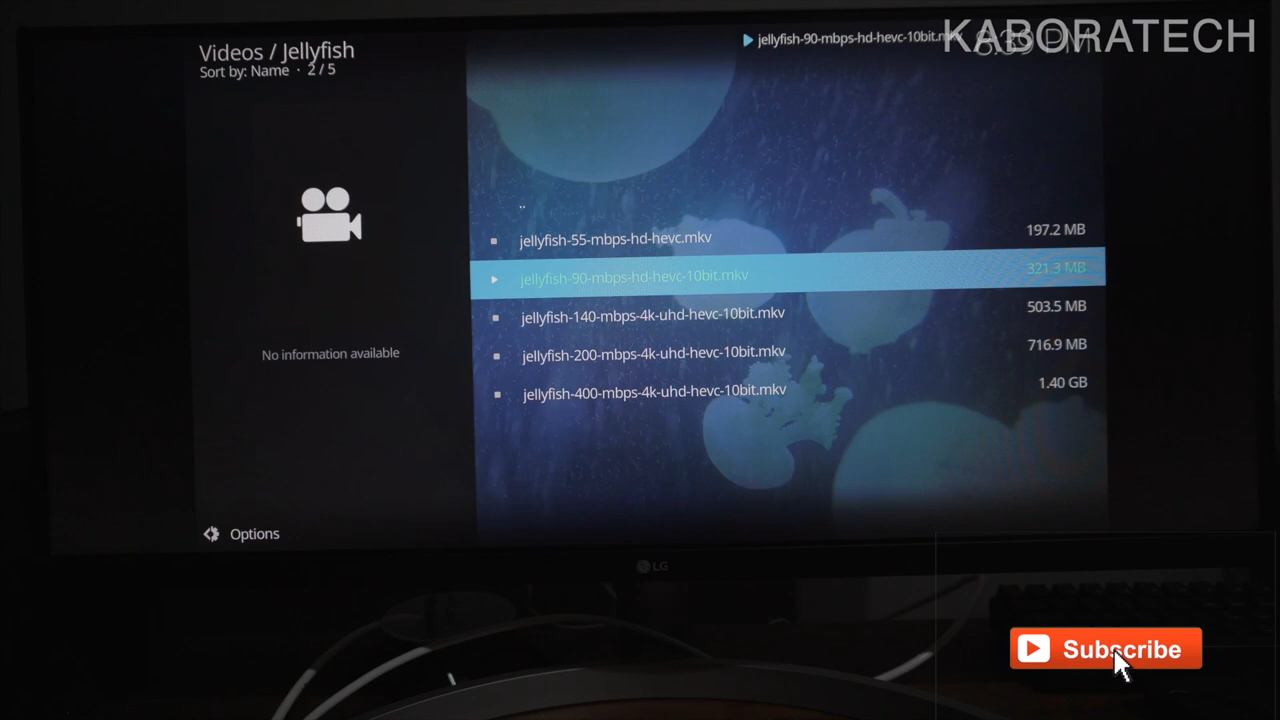 Videos / Jellyfish
Sort by: Name · 2 / 5
jellyfish-90-mbps-hd-hevc-10bit.mkv
8:39 PM
KABORATECH
..
jellyfish-55-mbps-hd-hevc.mkv 197.2 MB
jellyfish-90-mbps-hd-hevc-10bit.mkv 321.3 MB
jellyfish-140-mbps-4k-uhd-hevc-10bit.mkv 503.5 MB
jellyfish-200-mbps-4k-uhd-hevc-10bit.mkv 716.9 MB
jellyfish-400-mbps-4k-uhd-hevc-10bit.mkv 1.40 GB
No information available
Options
LG
Subscribe